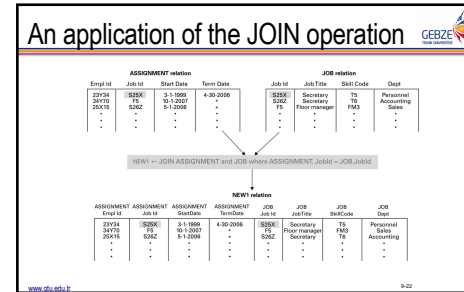 An application of the JOIN operation
GEBZE
TEKNİK ÜNİVERSİTESİ
ASSIGNMENT relation
Empl Id Job Id Start Date Term Date
23Y34 S25X 3-1-1999 4-30-2006
34Y70 F5 10-1-2007 *
25X15 S26Z 5-1-2006 *
JOB relation
Job Id JobTitle Skill Code Dept
S25X Secretary T5 Personnel
S26Z Secretary T6 Accounting
F5 Floor manager FM3 Sales
NEW1 ← JOIN ASSIGNMENT and JOB where ASSIGNMENT. JobId = JOB.JobId
NEW1 relation
ASSIGNMENT ASSIGNMENT ASSIGNMENT ASSIGNMENT JOB JOB JOB JOB
Empl Id Job Id StartDate TermDate Job Id JobTitle SkillCode Dept
23Y34 S25X 3-1-1999 4-30-2006 S25X Secretary T5 Personnel
34Y70 F5 10-1-2007 * F5 Floor manager FM3 Sales
25X15 S26Z 5-1-2006 * S26Z Secretary T6 Accounting
www.gtu.edu.tr
9-22